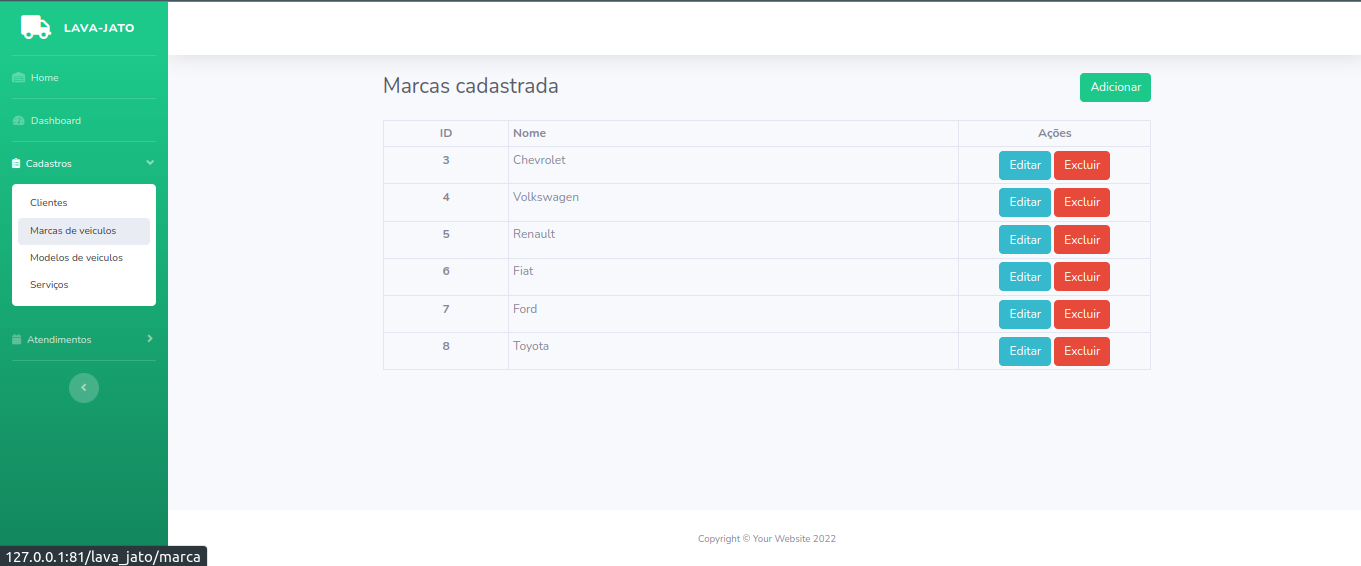 LAVA-JATO
Home
Dashboard
Cadastros
Clientes
Marcas de veiculos
Modelos de veiculos
Serviços
Atendimentos
Marcas cadastrada
Adicionar
ID Nome Ações
3 Chevrolet Editar Excluir
4 Volkswagen Editar Excluir
5 Renault Editar Excluir
6 Fiat Editar Excluir
7 Ford Editar Excluir
8 Toyota Editar Excluir
Copyright © Your Website 2022
127.0.0.1:81/lava_jato/marca